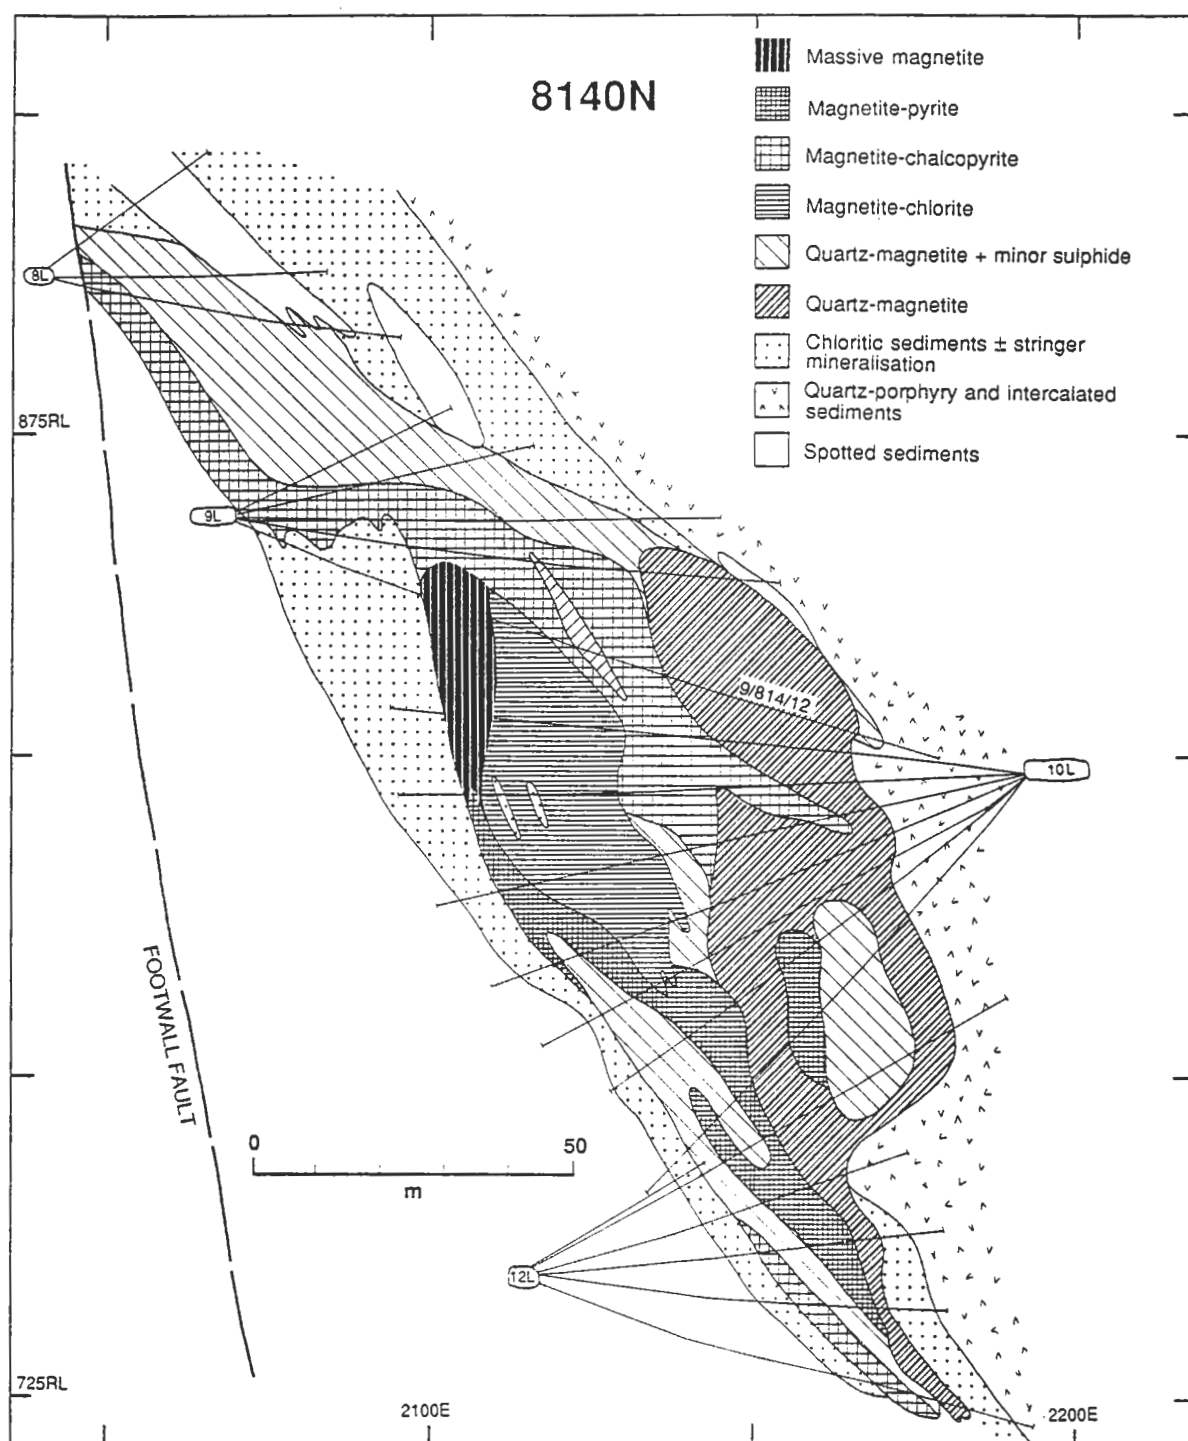 8140N
Massive magnetite
Magnetite-pyrite
Magnetite-chalcopyrite
Magnetite-chlorite
Quartz-magnetite + minor sulphide
Quartz-magnetite
Chloritic sediments ± stringer
mineralisation
Quartz-porphyry and intercalated
sediments
Spotted sediments
8L
875RL
9L
9/814/12
10L
FOOTWALL FAULT
0 50
m
12L
725RL
2100E
2200E